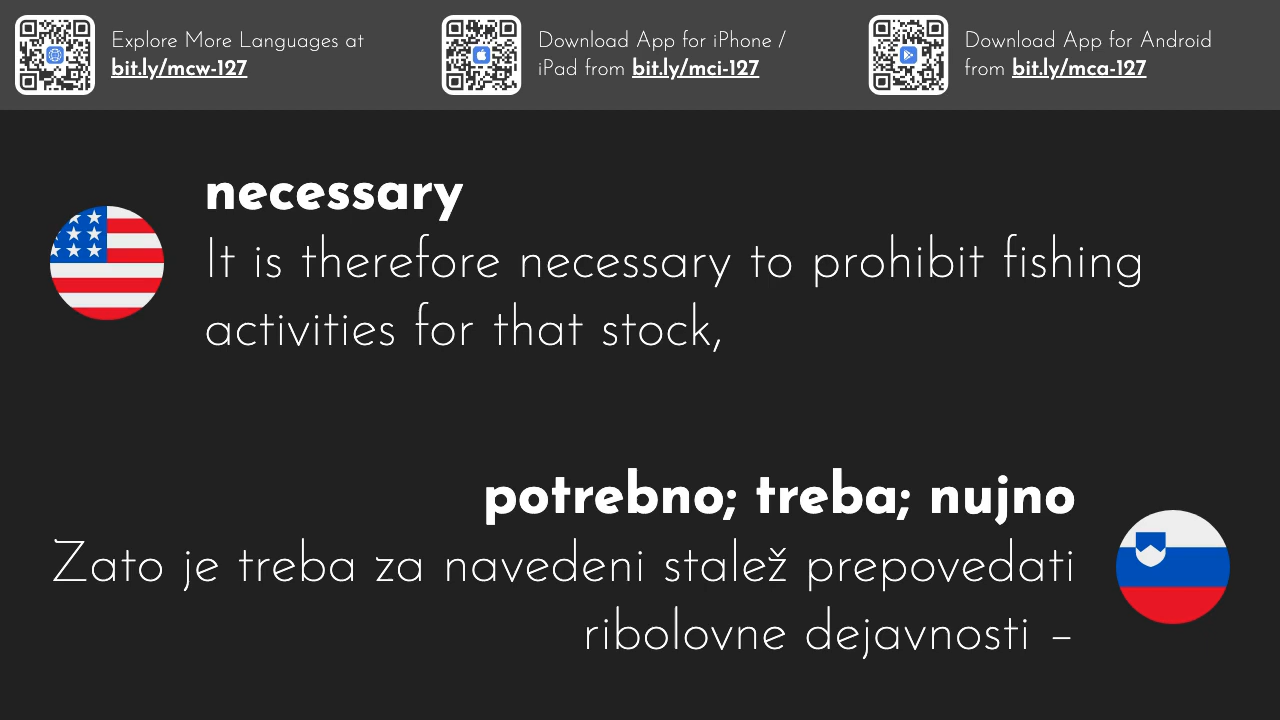 Explore More Languages at
bit.ly/mcw-127
Download App for iPhone /
iPad from bit.ly/mci-127
Download App for Android
from bit.ly/mca-127
necessary
It is therefore necessary to prohibit fishing
activities for that stock,
potrebno; treba; nujno
Zato je treba za navedeni stalež prepovedati
ribolovne dejavnosti –